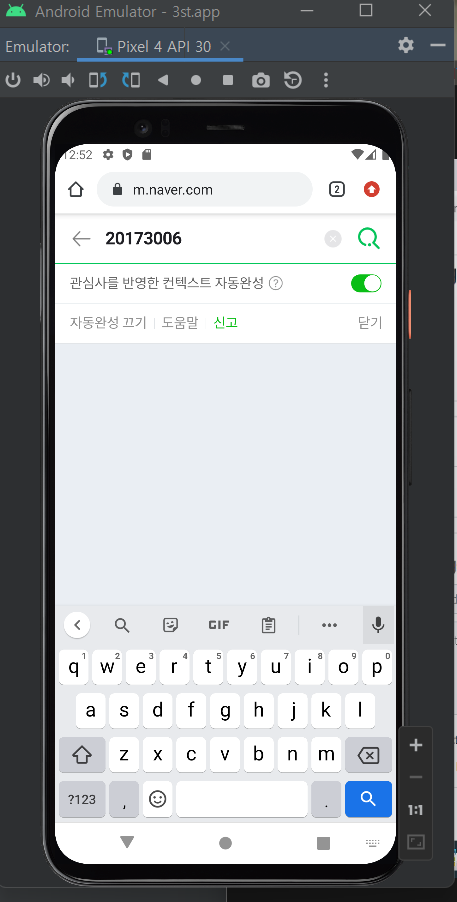 Android Emulator - 3st.app
Emulator: Pixel 4 API 30
12:52
m.naver.com 2
20173006
관심사를 반영한 컨텍스트 자동완성 ?
자동완성 끄기 도움말 신고 닫기
GIF
q1 w2 e3 r4 t5 y6 u7 i8 o9 p0
a s d f g h j k l
z x c v b n m
?123 , .
1:1